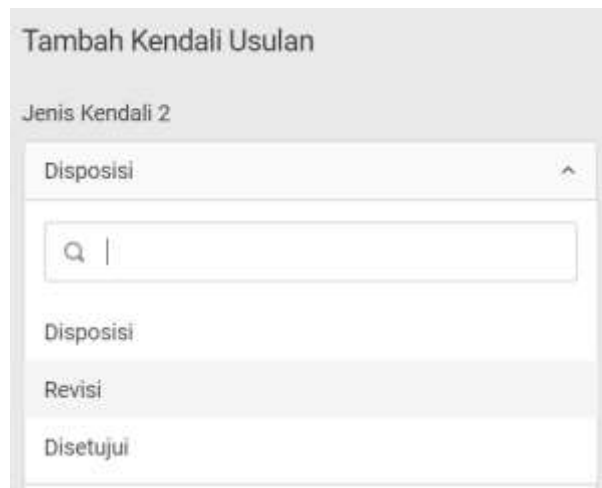 Tambah Kendali Usulan
Jenis Kendali 2
Disposisi
Disposisi
Revisi
Disetujui